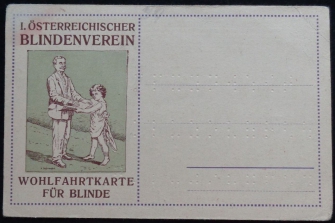 I. ÖSTERREICHISCHER
BLINDENVEREIN
WOHLFAHRTKARTE
FÜR BLINDE